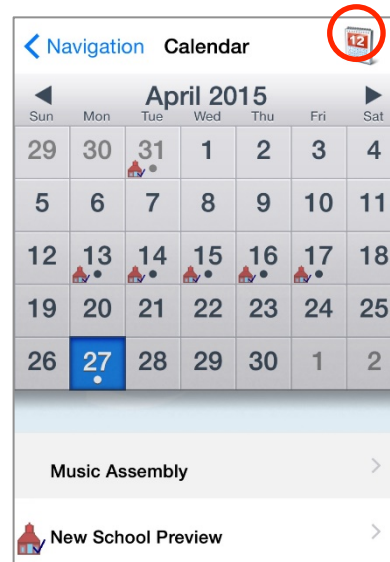 Navigation Calendar 12
April 2015
Sun Mon Tue Wed Thu Fri Sat
29 30 31 1 2 3 4
5 6 7 8 9 10 11
12 13 14 15 16 17 18
19 20 21 22 23 24 25
26 27 28 29 30 1 2
Music Assembly
New School Preview